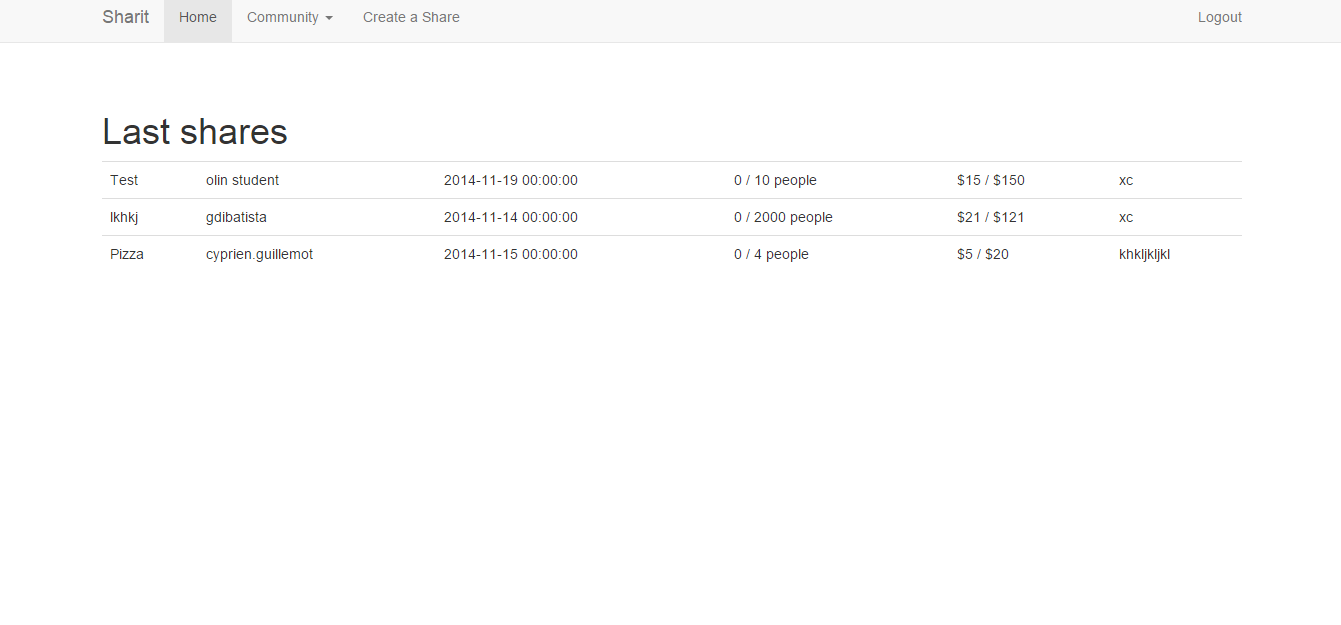 Sharit Home Community Create a Share Logout
Last shares
Test olin student 2014-11-19 00:00:00 0 / 10 people $15 / $150 xc
lkhkj gdibatista 2014-11-14 00:00:00 0 / 2000 people $21 / $121 xc
Pizza cyprien.guillemot 2014-11-15 00:00:00 0 / 4 people $5 / $20 khkljkljkl